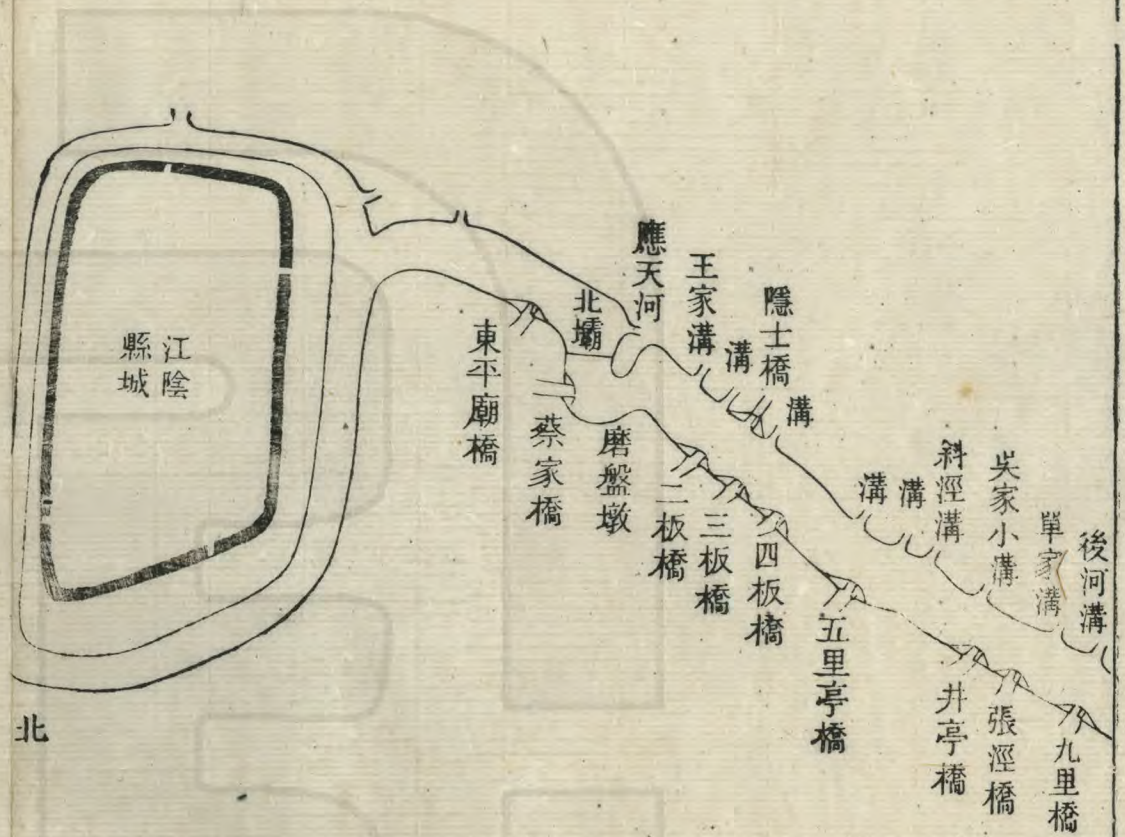 後河溝
單家溝
吳家小溝
斜涇溝
溝
溝
溝
隱士橋
溝
王家溝
應天河
北壩
九里橋
張涇橋
井亭橋
五里亭橋
四板橋
三板橋
二板橋
磨盤墩
蔡家橋
東平廟橋
江陰
縣城
北